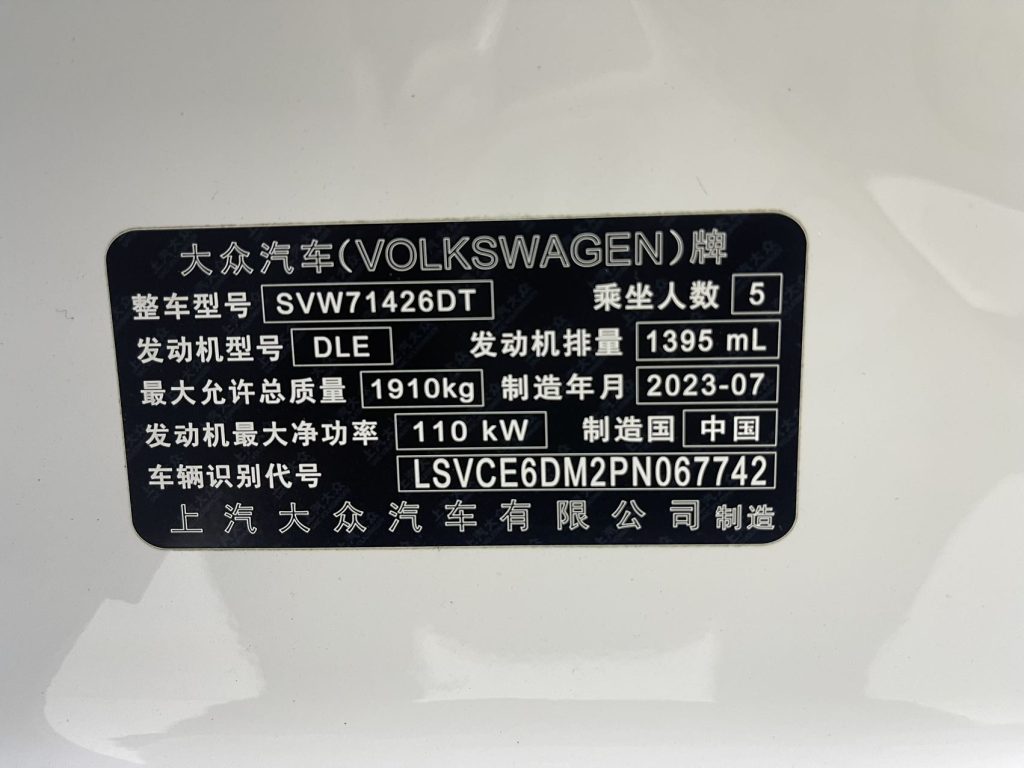 大众汽车(VOLKSWAGEN)牌
整车型号 SVW71426DT 乘坐人数 5
发动机型号 DLE 发动机排量 1395 mL
最大允许总质量 1910kg 制造年月 2023-07
发动机最大净功率 110 kW 制造国 中国
车辆识别代号 LSVCE6DM2PN067742
上汽大众汽车有限公司 制造